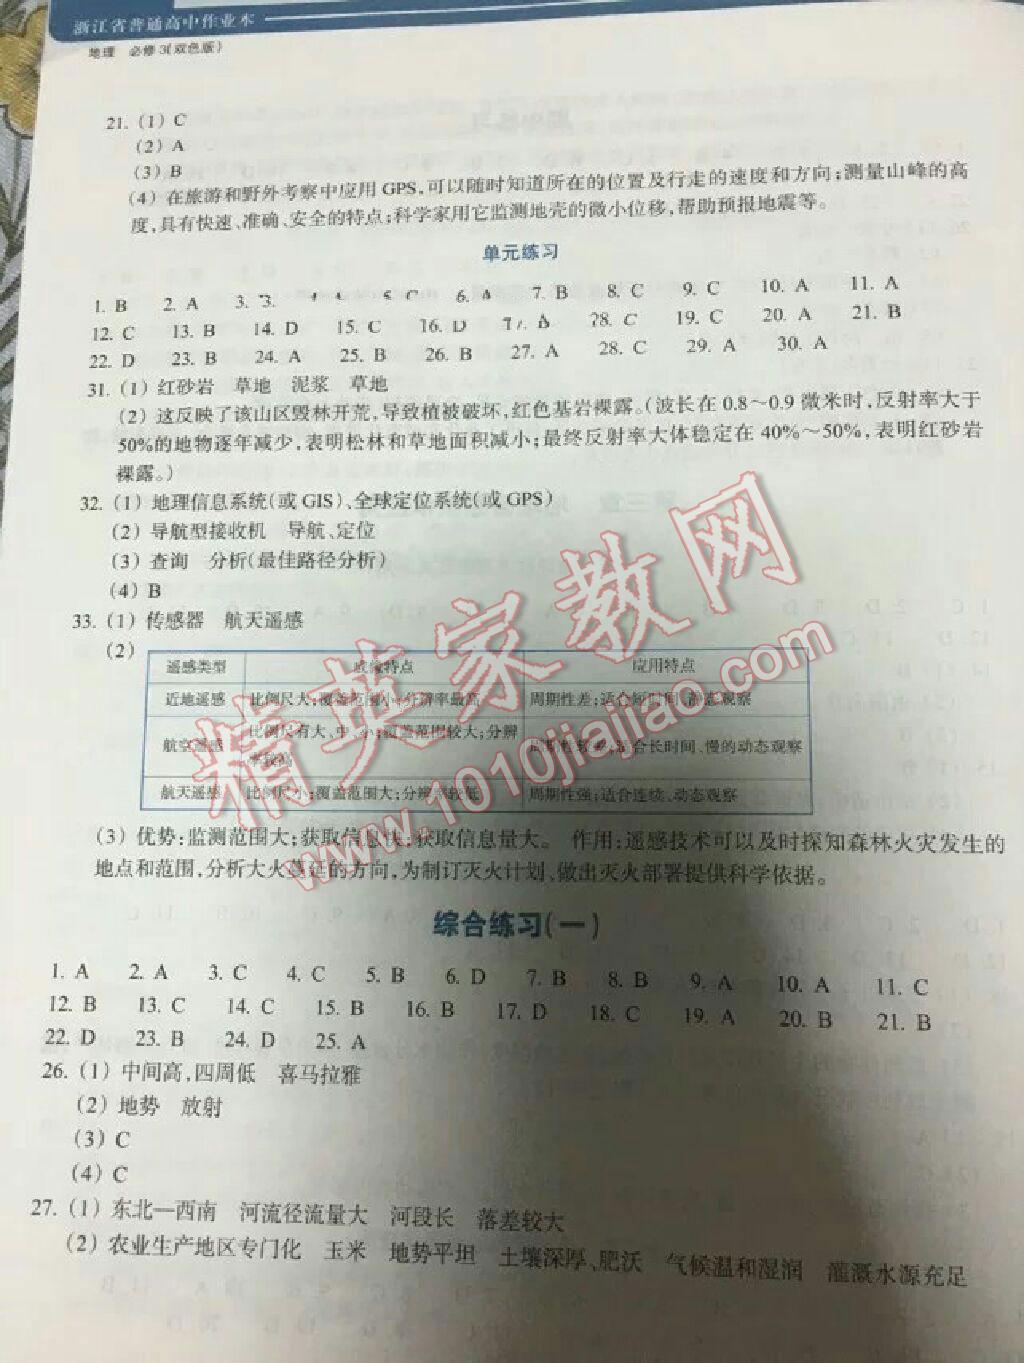 浙江省普通高中作业本
地理 必修3(双色版)
21. (1) C
(2) A
(3) B
(4) 在旅游和野外考察中应用GPS,可以随时知道所在的位置及行走的速度和方向;测量山峰的高
度,具有快速、准确、安全的特点;科学家用它监测地壳的微小位移,帮助预报地震等。
单元练习
1. B 2. A 3. 5. C 6. A 7. B 8. C 9. C 10. A 11. A
12. C 13. B 14. D 15. C 16. D 17. A 18. C 19. C 20. A 21. B
22. D 23. B 24. A 25. B 26. B 27. A 28. C 29. A 30. A
31. (1) 红砂岩 草地 泥浆 草地
(2) 这反映了该山区毁林开荒,导致植被破坏,红色基岩裸露。(波长在0.8～0.9微米时,反射率大于
50%的地物逐年减少,表明松林和草地面积减小;最终反射率大体稳定在40%～50%,表明红砂岩
裸露。)
32. (1) 地理信息系统(或GIS)、全球定位系统(或GPS)
(2) 导航型接收机 导航、定位
(3) 查询 分析(最佳路径分析)
(4) B
33. (1) 传感器 航天遥感
(2)
遥感类型 成像特点 应用特点
近地遥感 比例尺大;覆盖范围小;分辨率最高 周期性差;适合短时间、静态观察
航空遥感 比例尺有大、中、小;覆盖范围较大;分辨率较高 周期性较差;适合长时间、慢的动态观察
航天遥感 比例尺小;覆盖范围大;分辨率较低 周期性强;适合连续、动态观察
(3) 优势:监测范围大;获取信息快;获取信息量大。 作用:遥感技术可以及时探知森林火灾发生的
地点和范围,分析大火蔓延的方向,为制订灭火计划、做出灭火部署提供科学依据。
综合练习(一)
1. A 2. A 3. C 4. C 5. B 6. D 7. B 8. B 9. A 10. A 11. C
12. B 13. C 14. C 15. B 16. B 17. D 18. C 19. A 20. B 21. B
22. D 23. B 24. D 25. A
26. (1) 中间高,四周低 喜马拉雅
(2) 地势 放射
(3) C
(4) C
27. (1) 东北—西南 河流径流量大 河段长 落差较大
(2) 农业生产地区专门化 玉米 地势平坦 土壤深厚、肥沃 气候温和湿润 灌溉水源充足
精英家教网
www.1010jiajiao.com